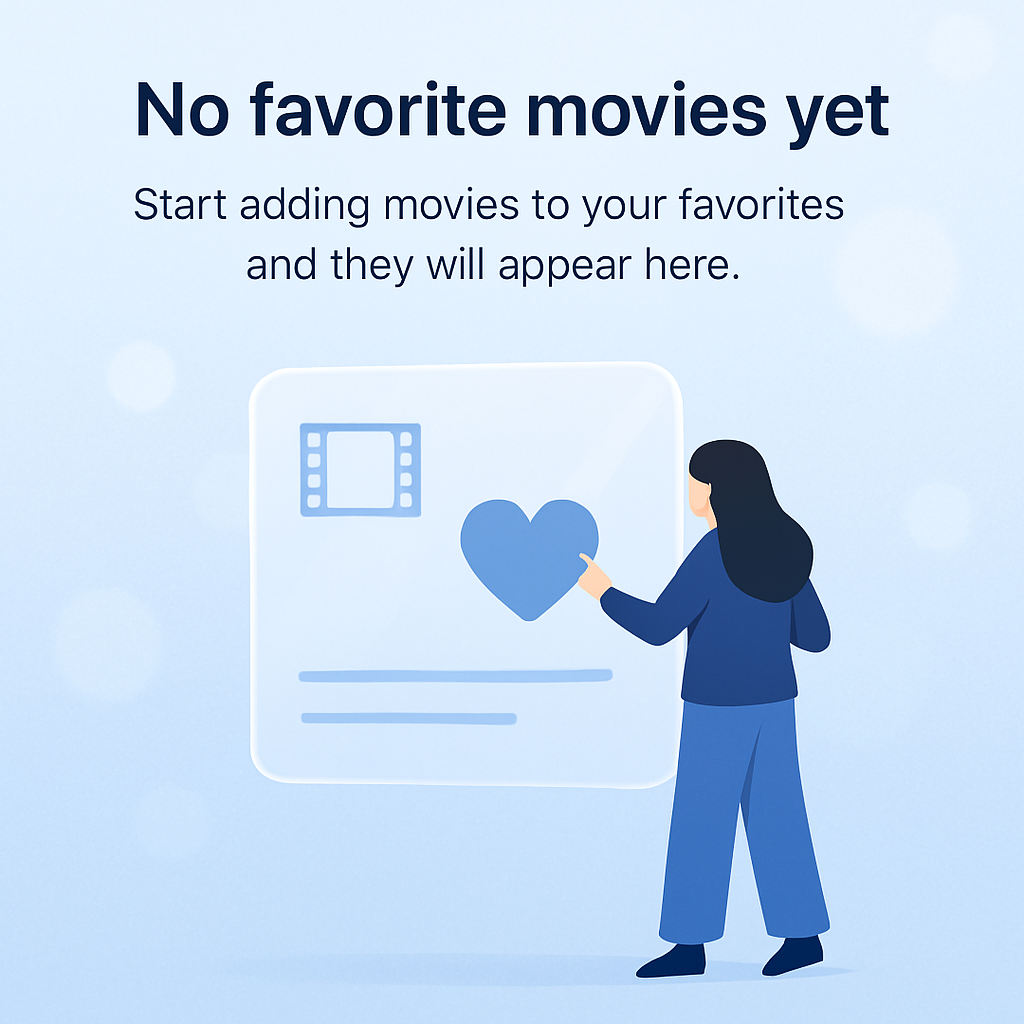 No favorite movies yet
Start adding movies to your favorites
and they will appear here.